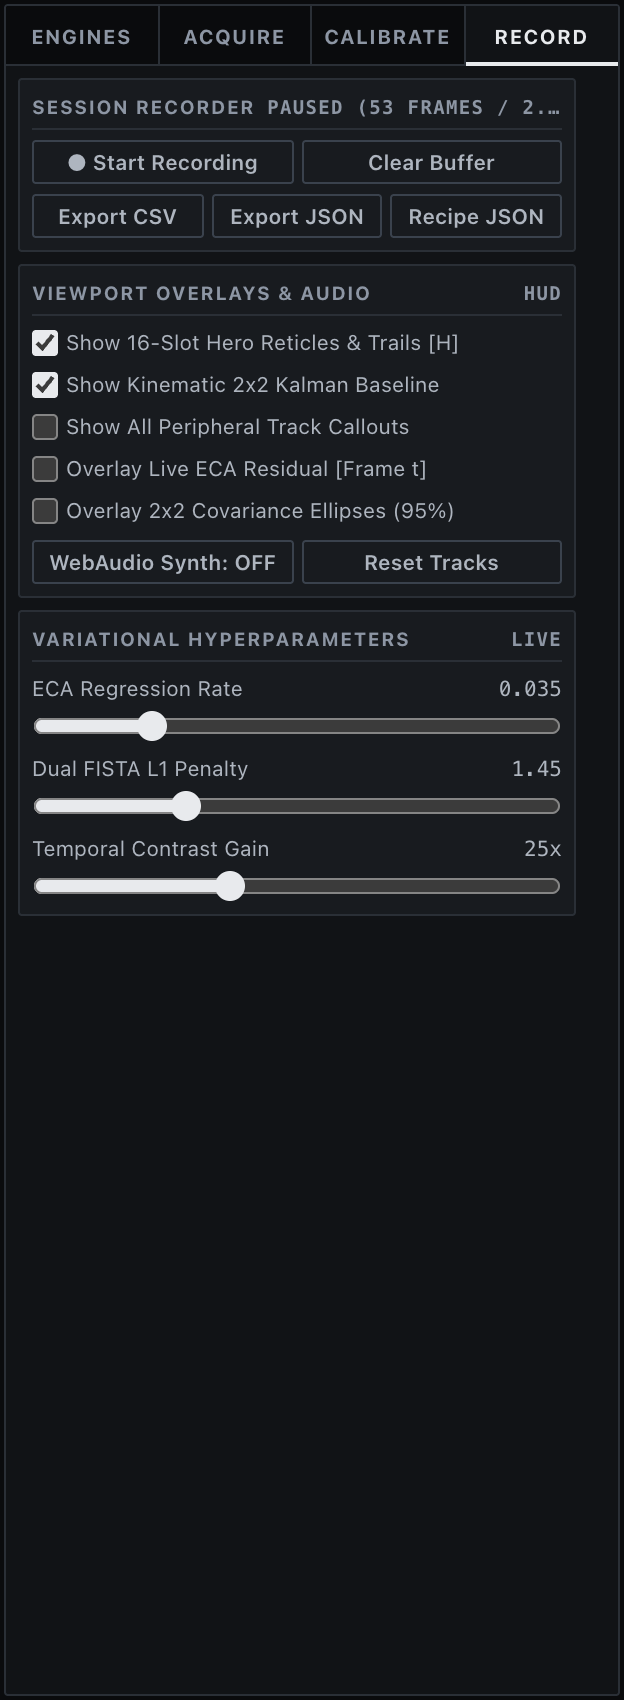 ENGINES ACQUIRE CALIBRATE RECORD
SESSION RECORDER PAUSED (53 FRAMES / 2.…
Start Recording Clear Buffer
Export CSV Export JSON Recipe JSON
VIEWPORT OVERLAYS & AUDIO HUD
Show 16-Slot Hero Reticles & Trails [H]
Show Kinematic 2x2 Kalman Baseline
Show All Peripheral Track Callouts
Overlay Live ECA Residual [Frame t]
Overlay 2x2 Covariance Ellipses (95%)
WebAudio Synth: OFF Reset Tracks
VARIATIONAL HYPERPARAMETERS LIVE
ECA Regression Rate 0.035
Dual FISTA L1 Penalty 1.45
Temporal Contrast Gain 25x